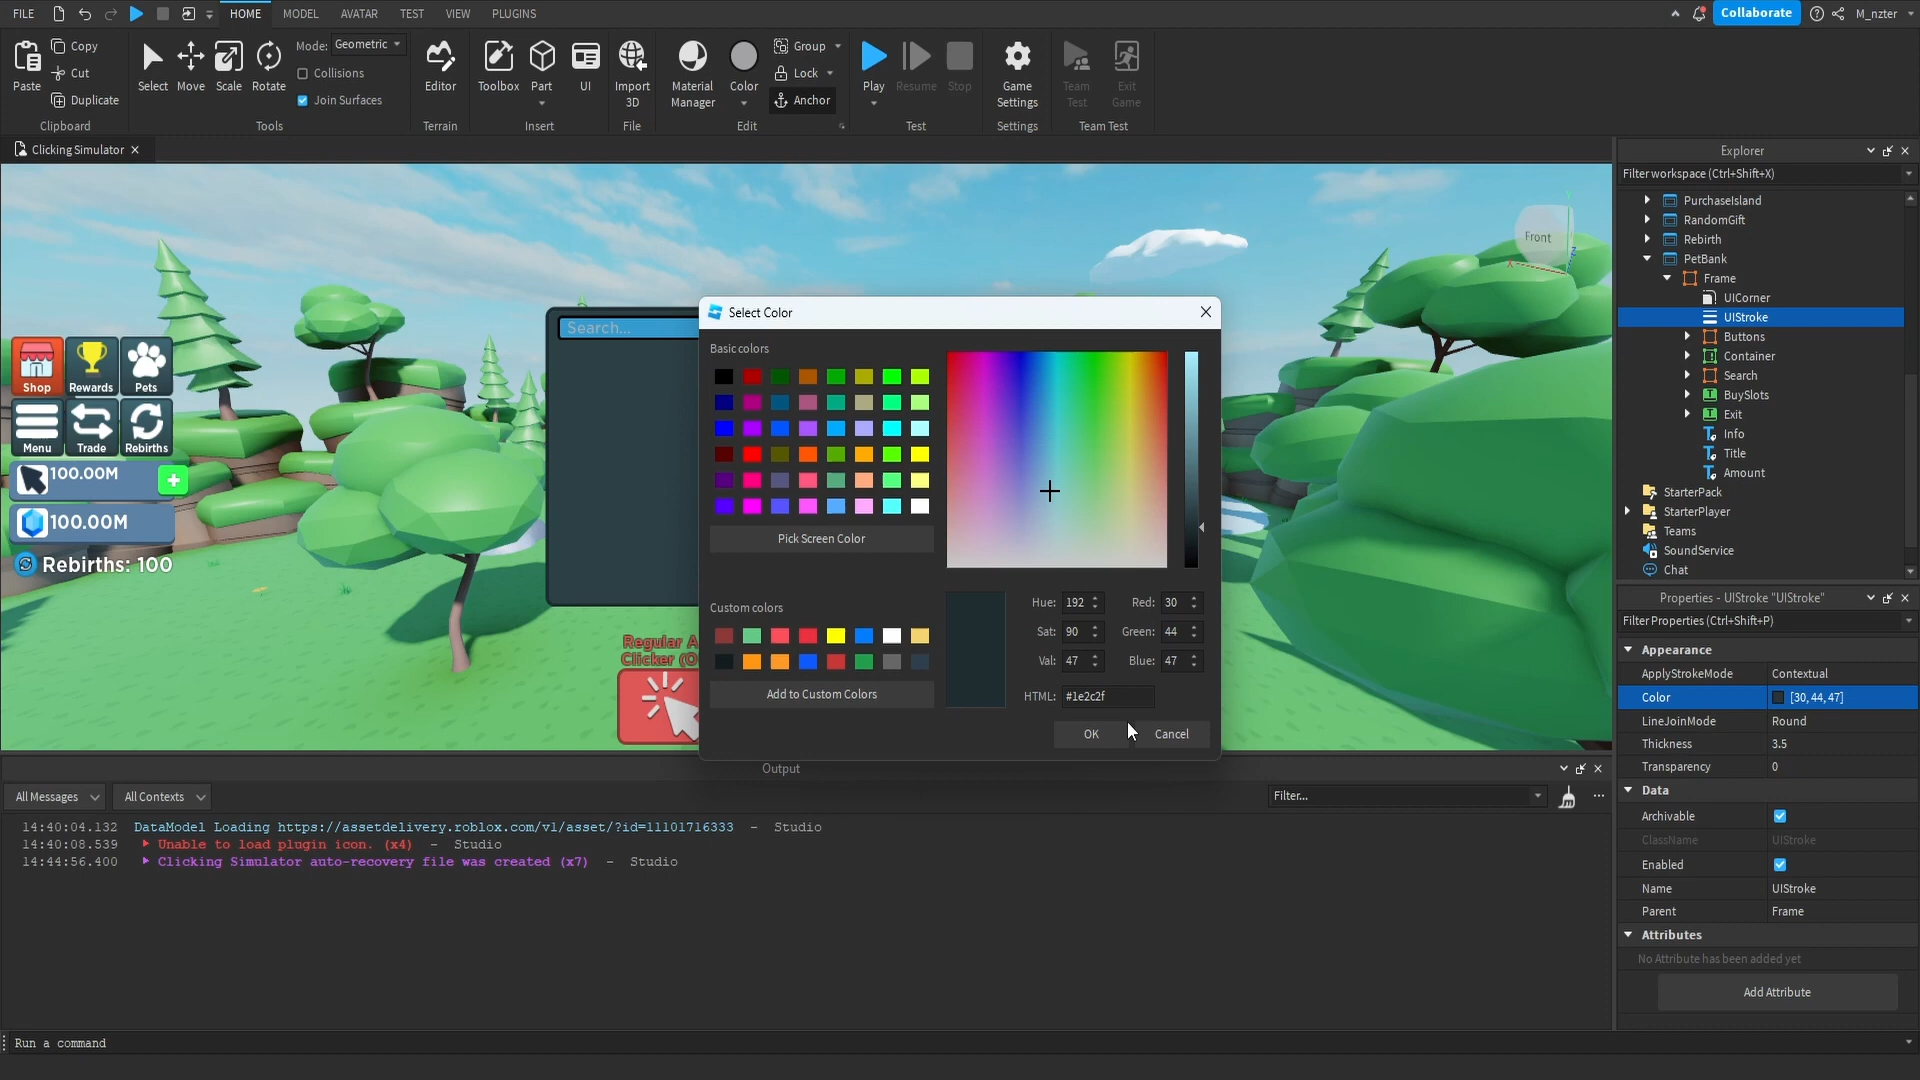 FILE
HOME
MODEL
AVATAR
TEST
VIEW
PLUGINS
Collaborate
M_nzter
Paste
Copy
Cut
Duplicate
Clipboard
Select
Move
Scale
Rotate
Mode: Geometric
Collisions
Join Surfaces
Tools
Editor
Terrain
Toolbox
Part
UI
Insert
Import
3D
File
Material
Manager
Color
Group
Lock
Anchor
Edit
Play
Resume
Stop
Test
Game
Settings
Settings
Team
Test
Exit
Game
Team Test
Clicking Simulator
Front
Search...
Shop
Rewards
Pets
Menu
Trade
Rebirths
100.00M
+
100.00M
Rebirths: 100
Regular A
Clicker (O
Select Color
Basic colors
Pick Screen Color
Custom colors
Add to Custom Colors
Hue: 192
Red: 30
Sat: 90
Green: 44
Val: 47
Blue: 47
HTML: #1e2c2f
OK
Cancel
Explorer
Filter workspace (Ctrl+Shift+X)
PurchaseIsland
RandomGift
Rebirth
PetBank
Frame
UICorner
UIStroke
Buttons
Container
Search
BuySlots
Exit
Info
Title
Amount
StarterPack
StarterPlayer
Teams
SoundService
Chat
Properties - UIStroke "UIStroke"
Filter Properties (Ctrl+Shift+P)
Appearance
ApplyStrokeMode Contextual
Color [30, 44, 47]
LineJoinMode Round
Thickness 3.5
Transparency 0
Data
Archivable
ClassName UIStroke
Enabled
Name UIStroke
Parent Frame
Attributes
No Attribute has been added yet
Add Attribute
Output
All Messages
All Contexts
Filter...
14:40:04.132 DataModel Loading https://assetdelivery.roblox.com/v1/asset/?id=11101716333 - Studio
14:40:08.539 Unable to load plugin icon. (x4) - Studio
14:44:56.400 Clicking Simulator auto-recovery file was created (x7) - Studio
Run a command